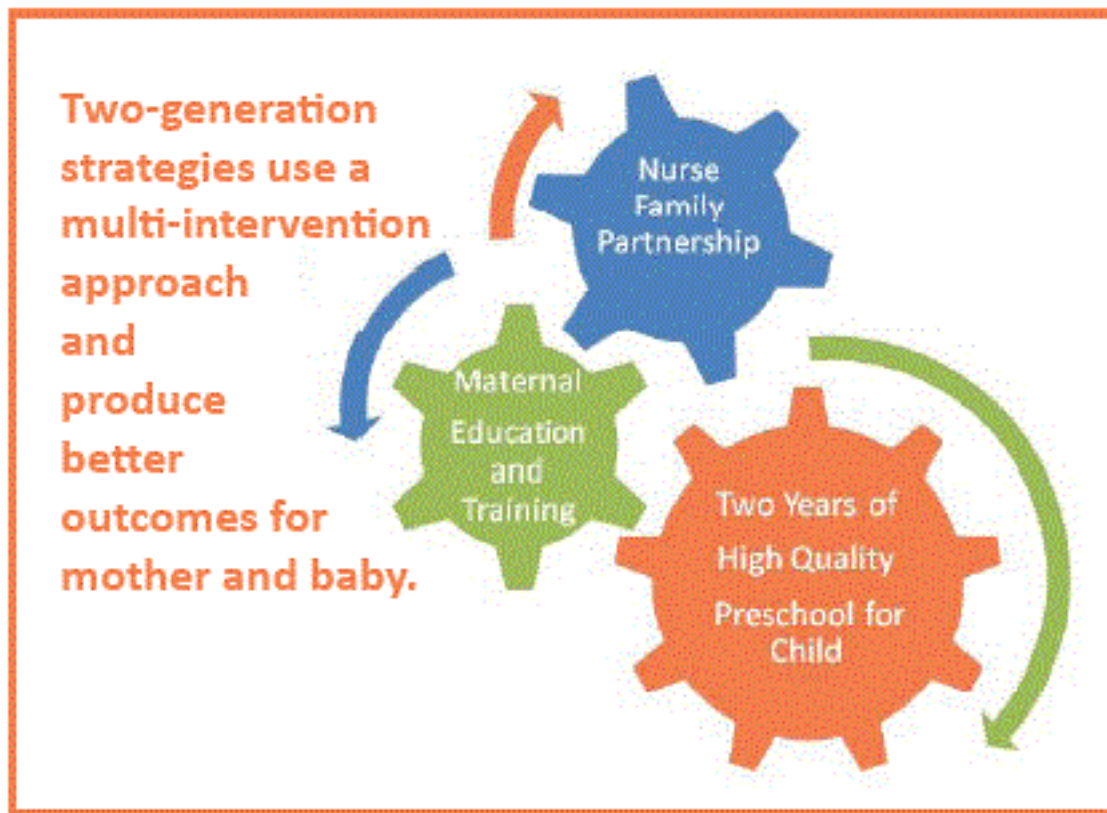 Two-generation
strategies use a
multi-intervention
approach
and
produce
better
outcomes for
mother and baby.
Nurse
Family
Partnership
Maternal
Education
and
Training
Two Years of
High Quality
Preschool for
Child